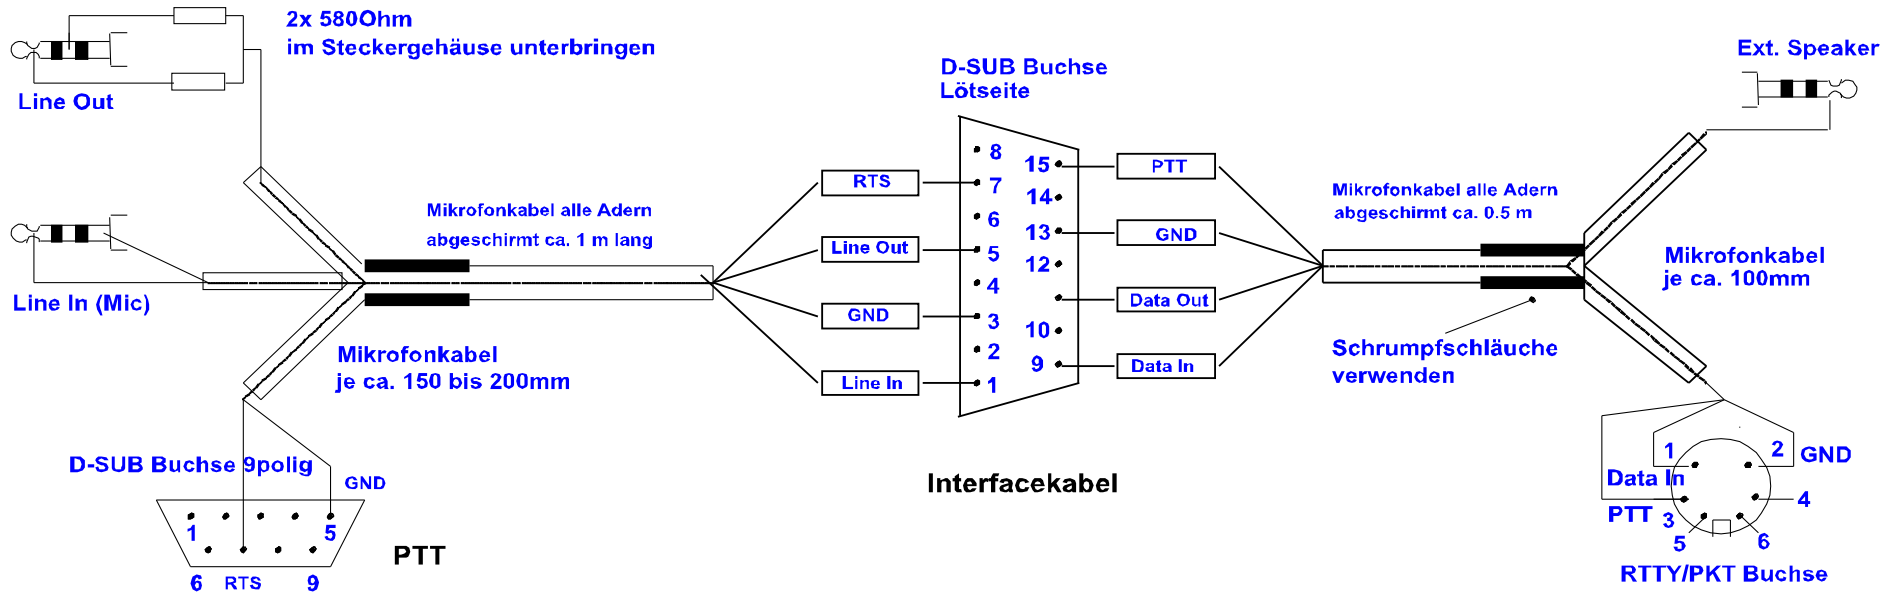 2x 580Ohm
im Steckergehäuse unterbringen
Line Out
Line In (Mic)
Mikrofonkabel alle Adern
abgeschirmt ca. 1 m lang
Mikrofonkabel
je ca. 150 bis 200mm
D-SUB Buchse 9polig
GND
1
5
6
RTS
9
PTT
RTS
Line Out
GND
Line In
D-SUB Buchse
Lötseite
8
7
6
5
4
3
2
1
15
14
13
12
10
9
PTT
GND
Data Out
Data In
Interfacekabel
Mikrofonkabel alle Adern
abgeschirmt ca. 0.5 m
Schrumpfschläuche
verwenden
Ext. Speaker
Mikrofonkabel
je ca. 100mm
1
2
GND
Data In
4
PTT
3
5
6
RTTY/PKT Buchse